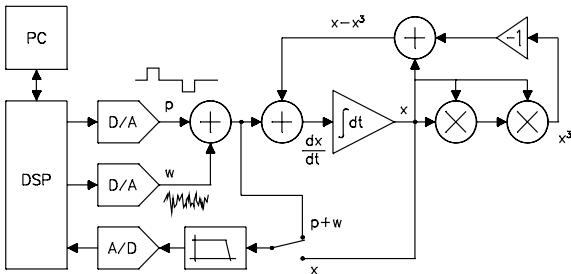 PC
x−x³
+
-1
D/A
p
+
+
∫dt
x
×
×
x³
dx
dt
DSP
D/A
w
p+w
A/D
x